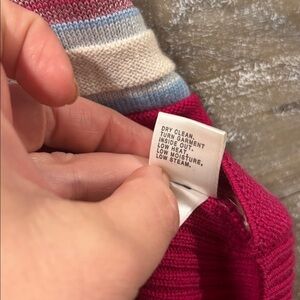 DRY CLEAN,
TURN GARMENT
INSIDE OUT.
LOW HEAT,
LOW MOISTURE,
LOW STEAM.